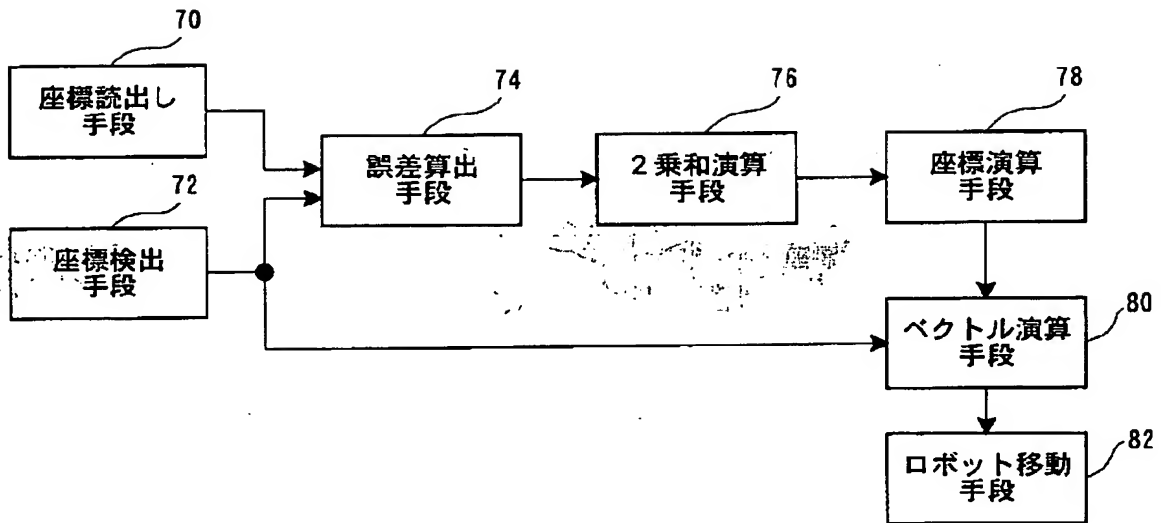 70
座標読出し
手段
72
座標検出
手段
74
誤差算出
手段
76
2乗和演算
手段
78
座標演算
手段
80
ベクトル演算
手段
82
ロボット移動
手段